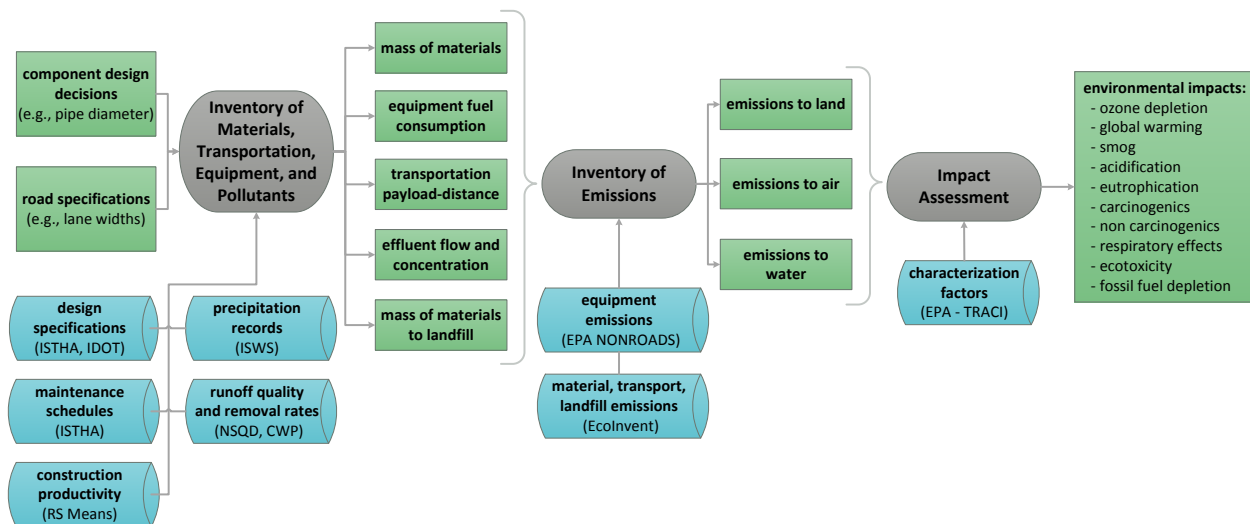 component design
decisions
(e.g., pipe diameter)
road specifications
(e.g., lane widths)
Inventory of
Materials,
Transportation,
Equipment, and
Pollutants
design
specifications
(ISTHA, IDOT)
precipitation
records
(ISWS)
maintenance
schedules
(ISTHA)
runoff quality
and removal rates
(NSQD, CWP)
construction
productivity
(RS Means)
mass of materials
equipment fuel
consumption
transportation
payload-distance
effluent flow and
concentration
mass of materials
to landfill
Inventory of
Emissions
equipment
emissions
(EPA NONROADS)
material, transport,
landfill emissions
(EcoInvent)
emissions to land
emissions to air
emissions to
water
Impact
Assessment
characterization
factors
(EPA - TRACI)
environmental impacts:
- ozone depletion
- global warming
- smog
- acidification
- eutrophication
- carcinogenics
- non carcinogenics
- respiratory effects
- ecotoxicity
- fossil fuel depletion